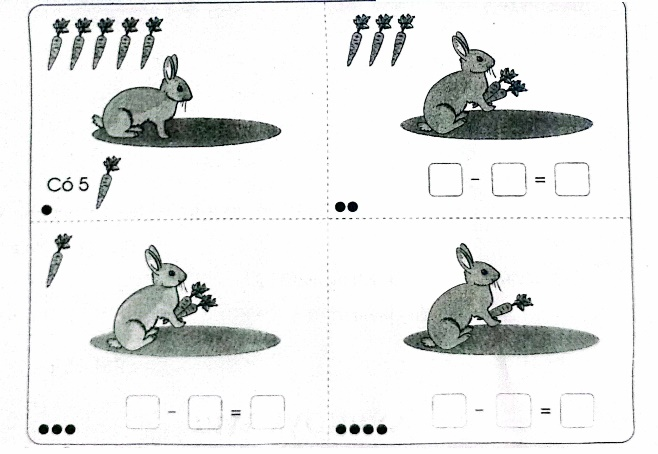 Có 5
□ - □ = □
□ - □ = □
□ - □ = □